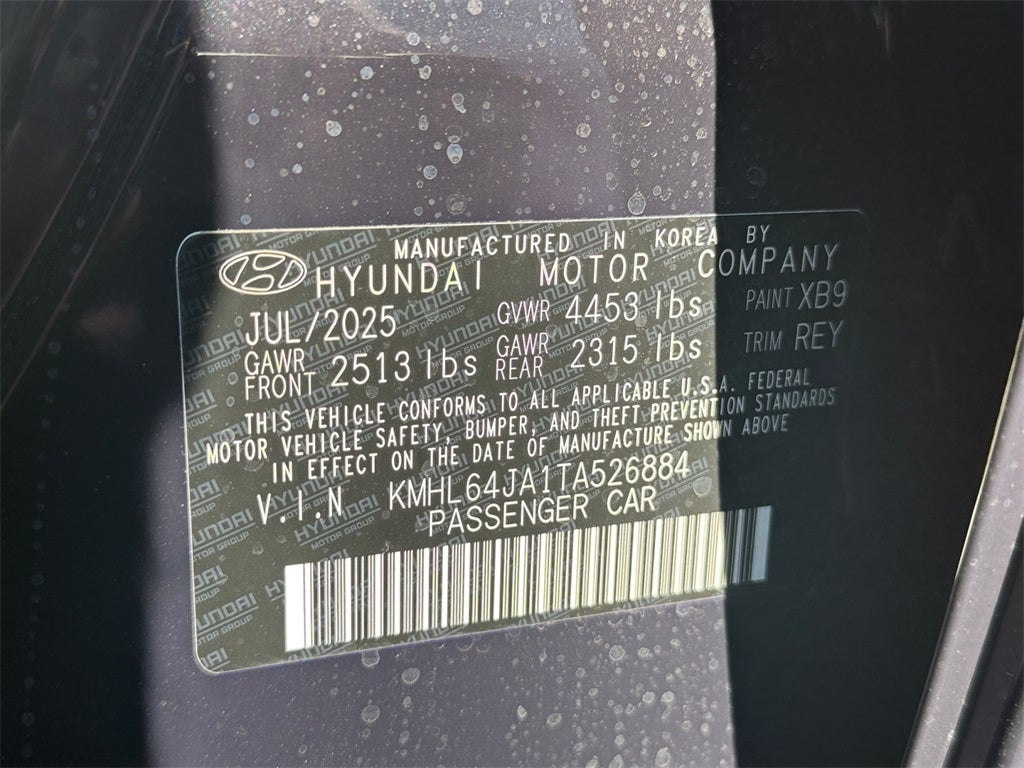 MANUFACTURED IN KOREA BY
HYUNDAI MOTOR COMPANY
JUL/2025 GVWR 4453 lbs PAINT XB9
GAWR FRONT 2513 lbs GAWR REAR 2315 lbs TRIM REY
THIS VEHICLE CONFORMS TO ALL APPLICABLE U.S.A. FEDERAL
MOTOR VEHICLE SAFETY, BUMPER, AND THEFT PREVENTION STANDARDS
IN EFFECT ON THE DATE OF MANUFACTURE SHOWN ABOVE
V.I.N KMHL64JA1TA526884
PASSENGER CAR